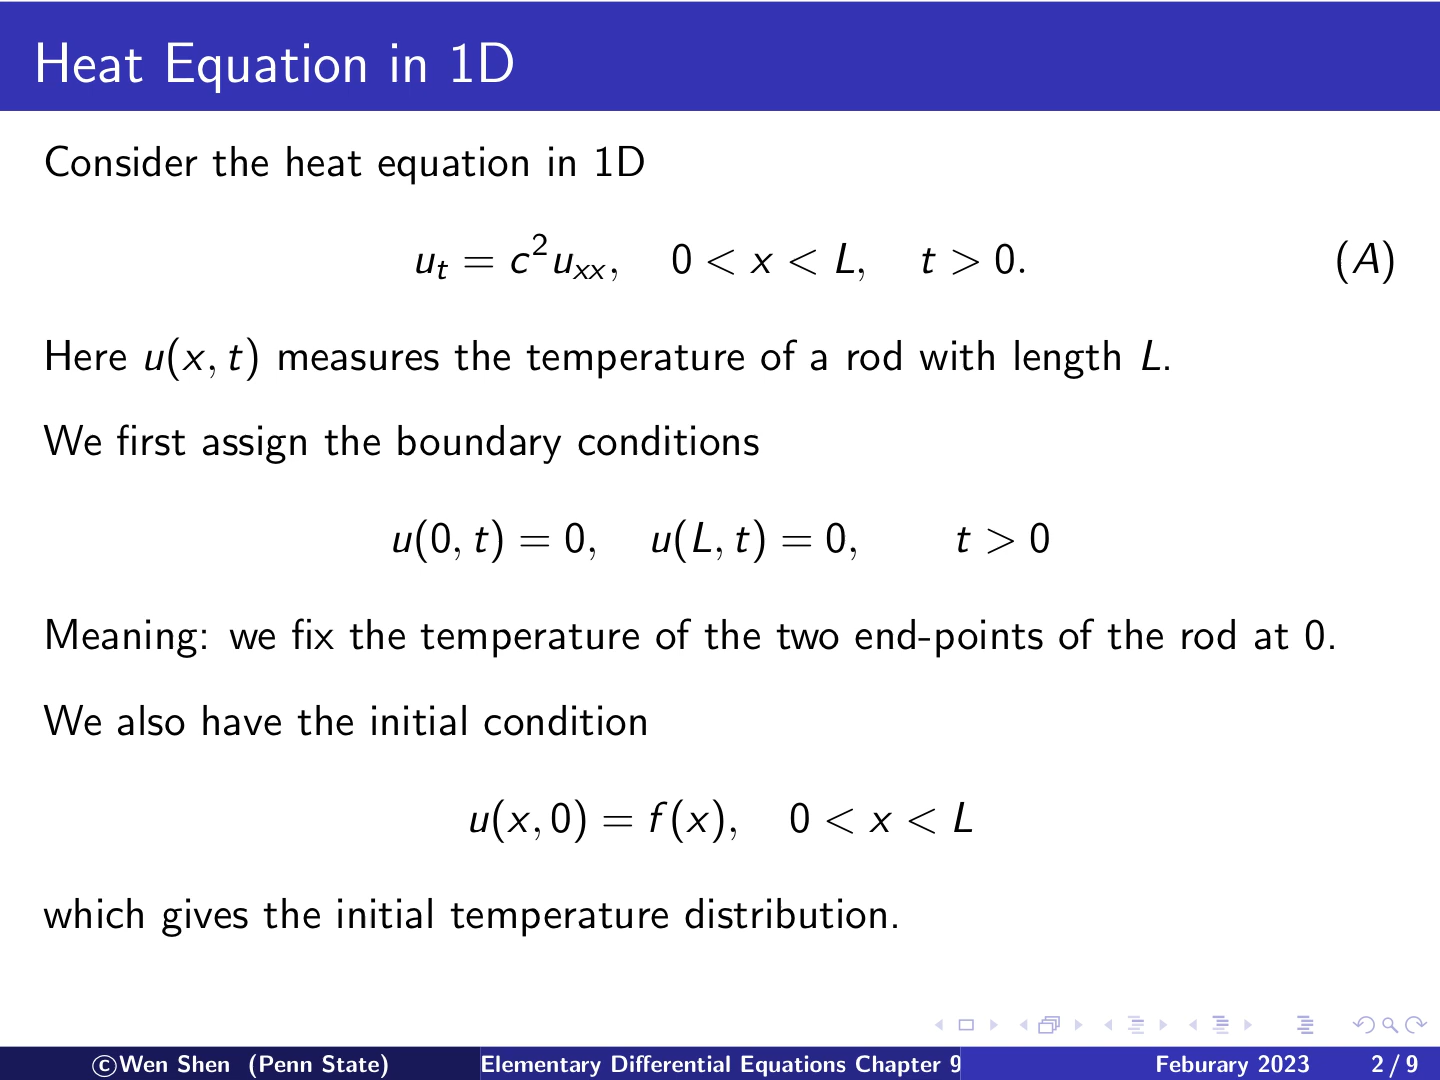 Heat Equation in 1D
Consider the heat equation in 1D
u_t = c^2 u_{xx}, 0 < x < L, t > 0. (A)
Here u(x, t) measures the temperature of a rod with length L.
We first assign the boundary conditions
u(0, t) = 0, u(L, t) = 0, t > 0
Meaning: we fix the temperature of the two end-points of the rod at 0.
We also have the initial condition
u(x, 0) = f(x), 0 < x < L
which gives the initial temperature distribution.
©Wen Shen (Penn State) Elementary Differential Equations Chapter 9 Feburary 2023 2 / 9